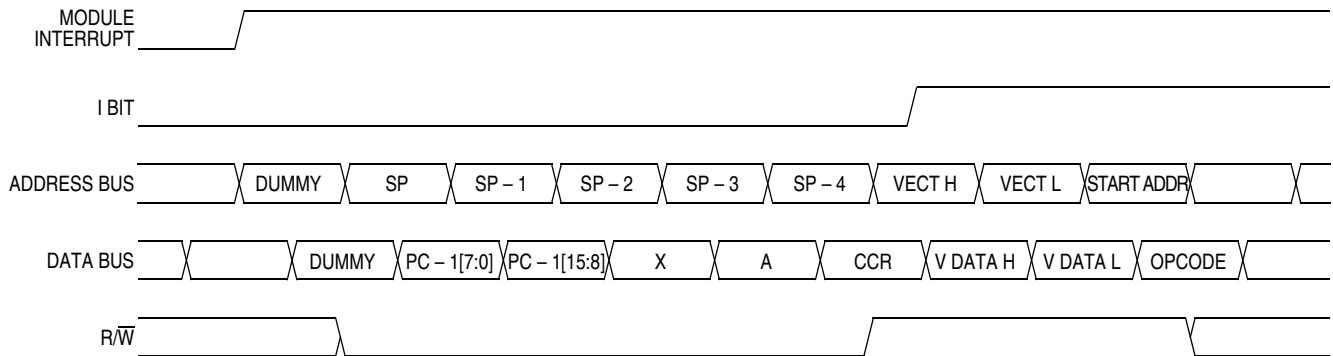 MODULE
INTERRUPT
I BIT
ADDRESS BUS DUMMY SP SP – 1 SP – 2 SP – 3 SP – 4 VECT H VECT L START ADDR
DATA BUS DUMMY PC – 1[7:0] PC – 1[15:8] X A CCR V DATA H V DATA L OPCODE
R/W̅